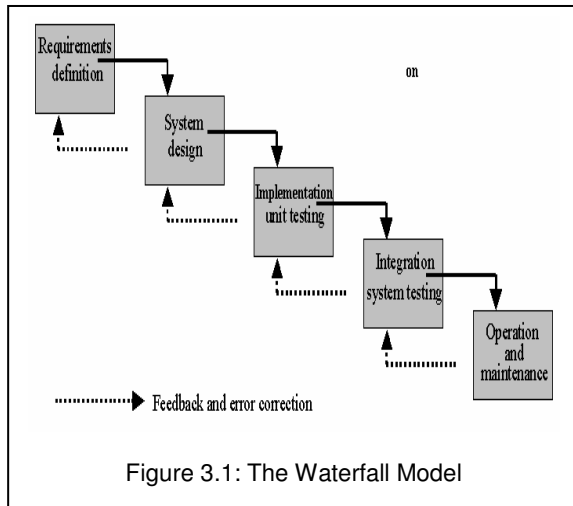 Requirements
definition
on
System
design
Implementation
unit testing
Integration
system testing
Operation
and
maintenance
Feedback and error correction
Figure 3.1: The Waterfall Model